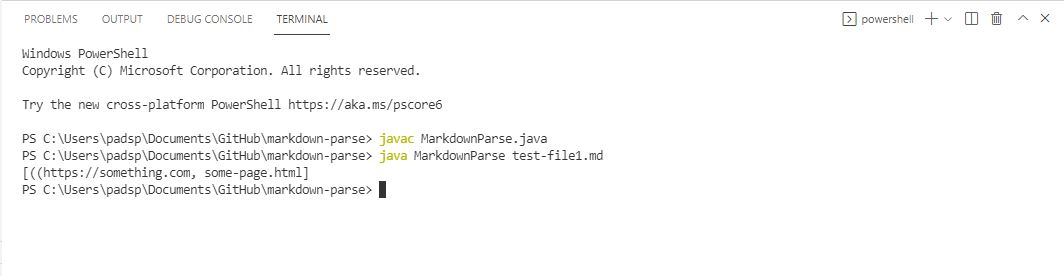 PROBLEMS OUTPUT DEBUG CONSOLE TERMINAL powershell
Windows PowerShell
Copyright (C) Microsoft Corporation. All rights reserved.
Try the new cross-platform PowerShell https://aka.ms/pscore6
PS C:\Users\padsp\Documents\GitHub\markdown-parse> javac MarkdownParse.java
PS C:\Users\padsp\Documents\GitHub\markdown-parse> java MarkdownParse test-file1.md
[((https://something.com, some-page.html]
PS C:\Users\padsp\Documents\GitHub\markdown-parse>